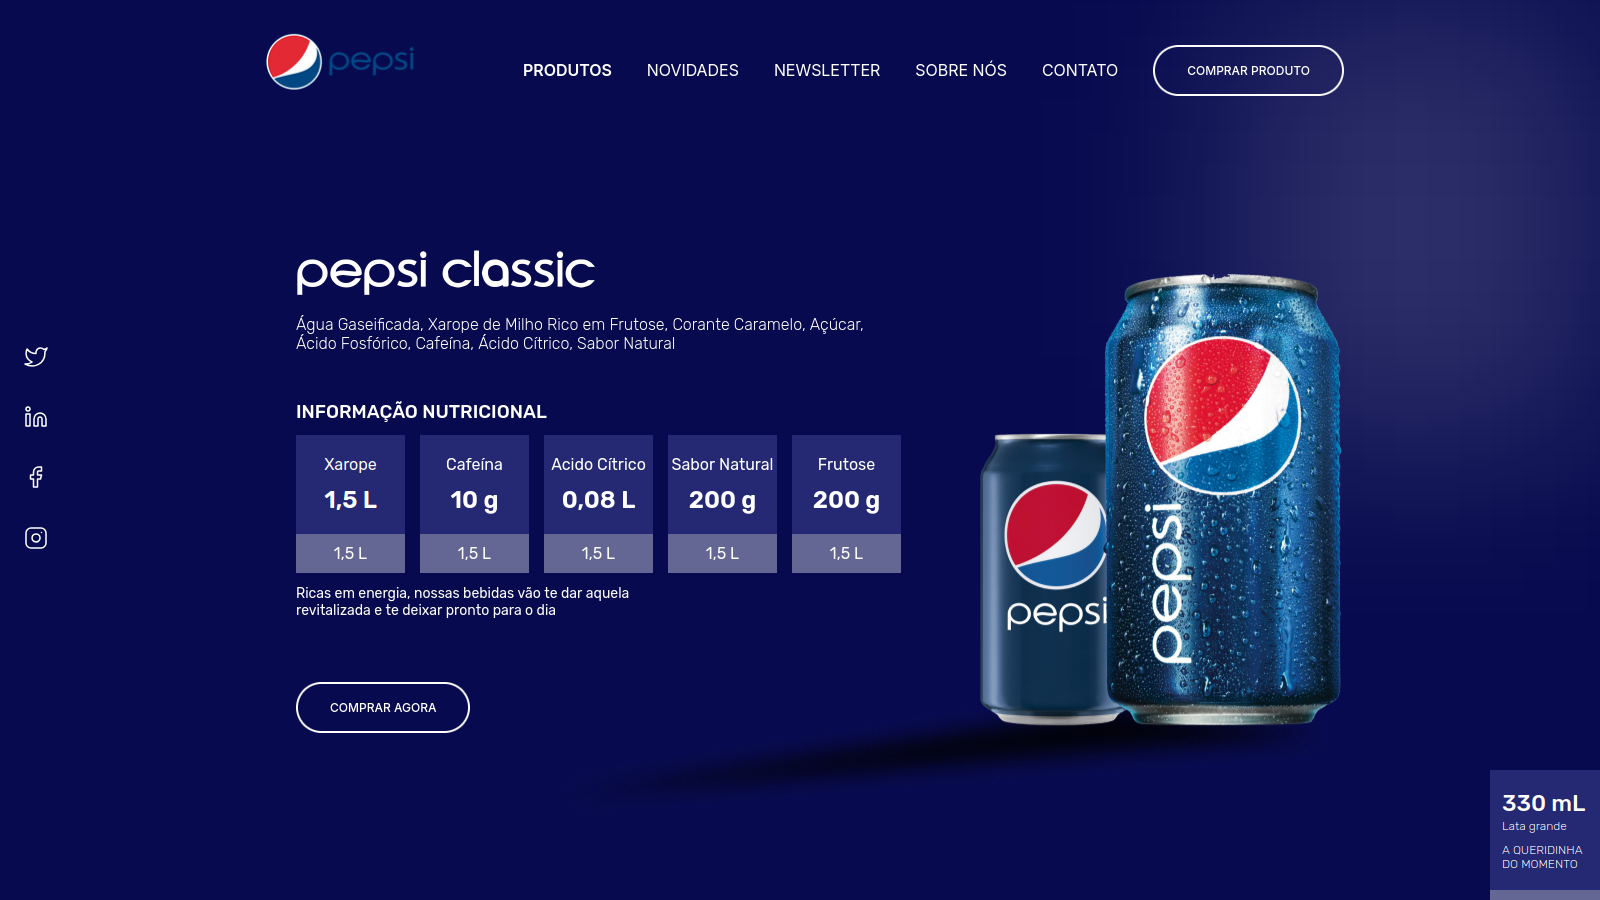 pepsi
PRODUTOS
NOVIDADES
NEWSLETTER
SOBRE NÓS
CONTATO
COMPRAR PRODUTO
pepsi classic
Água Gaseificada, Xarope de Milho Rico em Frutose, Corante Caramelo, Açúcar,
Ácido Fosfórico, Cafeína, Ácido Cítrico, Sabor Natural
INFORMAÇÃO NUTRICIONAL
Xarope
1,5 L
1,5 L
Cafeína
10 g
1,5 L
Acido Cítrico
0,08 L
1,5 L
Sabor Natural
200 g
1,5 L
Frutose
200 g
1,5 L
Ricas em energia, nossas bebidas vão te dar aquela
revitalizada e te deixar pronto para o dia
COMPRAR AGORA
pepsi
pepsi
330 mL
Lata grande
A QUERIDINHA
DO MOMENTO